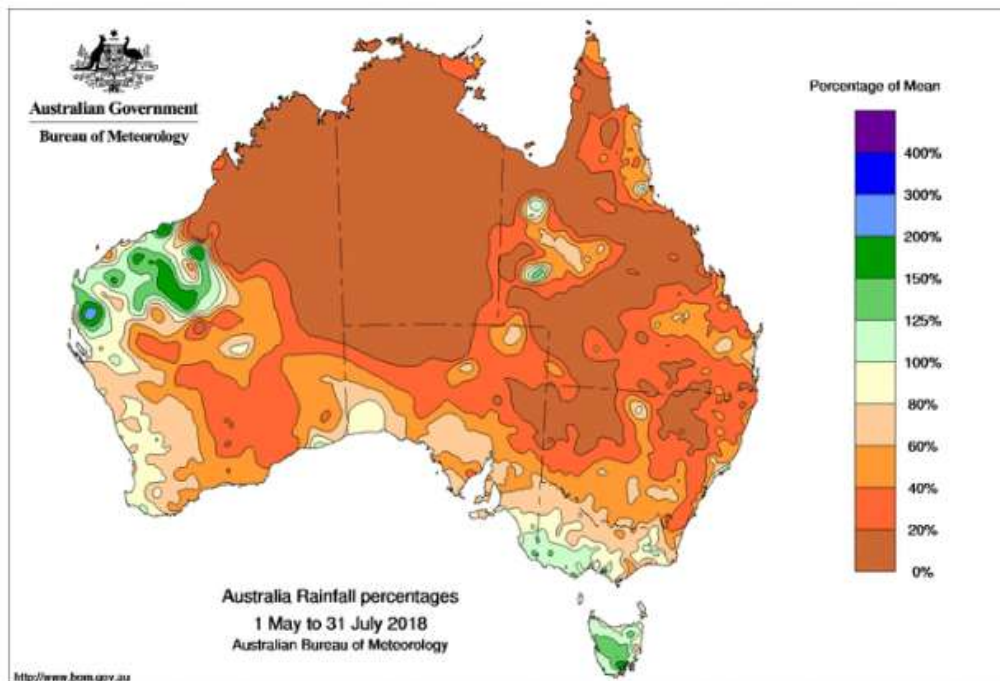 Australian Government
Bureau of Meteorology
Percentage of Mean
400%
300%
200%
150%
125%
100%
80%
60%
40%
20%
0%
Australia Rainfall percentages
1 May to 31 July 2018
Australian Bureau of Meteorology
http://www.bom.gov.au